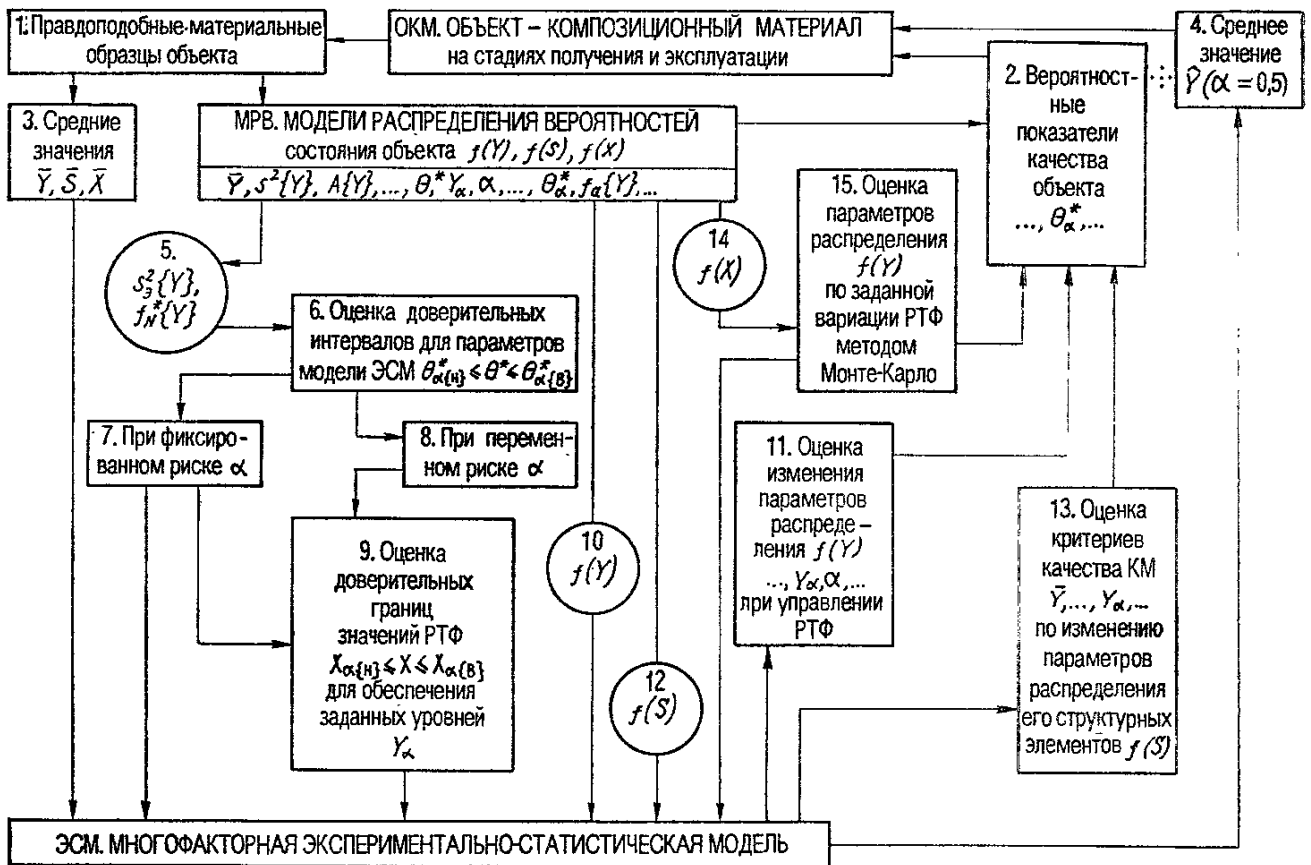 1. Правдоподобные-материальные
образцы объекта
ОКМ. ОБЪЕКТ – КОМПОЗИЦИОННЫЙ МАТЕРИАЛ
на стадиях получения и эксплуатации
4. Среднее
значение
Ŷ(α = 0,5)
2. Вероятност-
ные
показатели
качества
объекта
..., θ*α, ...
3. Средние
значения
Ȳ, S̄, X̄
МРВ. МОДЕЛИ РАСПРЕДЕЛЕНИЯ ВЕРОЯТНОСТЕЙ
состояния объекта f(Y), f(S), f(X)
Ȳ, s²{Y}, A{Y}, ..., θ*, Yα, α, ..., θ*α, fα{Y}, ...
5.
s²э{Y},
f*N{Y}
14
f(X)
15. Оценка
параметров
распределения
f(Y)
по заданной
вариации РТФ
методом
Монте-Карло
6. Оценка доверительных
интервалов для параметров
модели ЭСМ θ*α{н} ≤ θ* ≤ θ*α{в}
7. При фиксиро-
ванном риске α
8. При перемен-
ном риске α
9. Оценка
доверительных
границ
значений РТФ
Xα{н} ≤ X ≤ Xα{в}
для обеспечения
заданных уровней
Yα
10
f(Y)
12
f(S)
11. Оценка
изменения
параметров
распреде –
ления f(Y)
..., Yα, α, ...
при управлении
РТФ
13. Оценка
критериев
качества КМ
Ȳ, ..., Yα, ...
по изменению
параметров
распределения
его структурных
элементов f(S)
ЭСМ. МНОГОФАКТОРНАЯ ЭКСПЕРИМЕНТАЛЬНО-СТАТИСТИЧЕСКАЯ МОДЕЛЬ